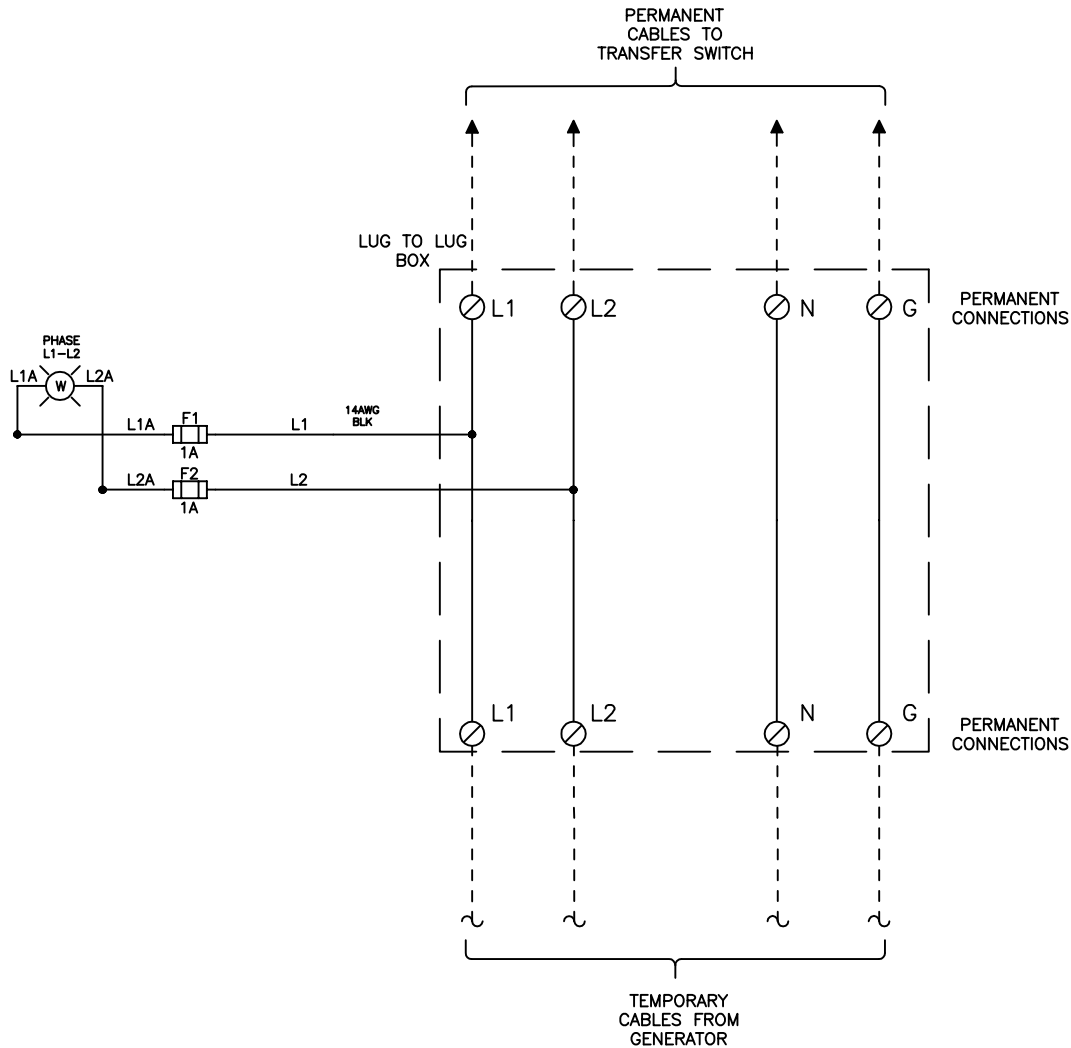 PERMANENT
CABLES TO
TRANSFER SWITCH
LUG TO LUG
BOX
L1
L2
N
G
PERMANENT
CONNECTIONS
PHASE
L1-L2
L1A
W
L2A
L1A
F1
1A
L1
14AWG
BLK
L2A
F2
1A
L2
L1
L2
N
G
PERMANENT
CONNECTIONS
TEMPORARY
CABLES FROM
GENERATOR